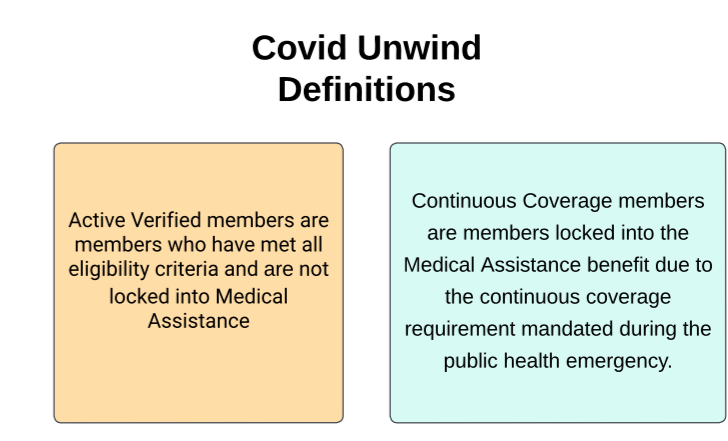 Covid Unwind
Definitions
Active Verified members are
members who have met all
eligibility criteria and are not
locked into Medical
Assistance
Continuous Coverage members
are members locked into the
Medical Assistance benefit due to
the continuous coverage
requirement mandated during the
public health emergency.